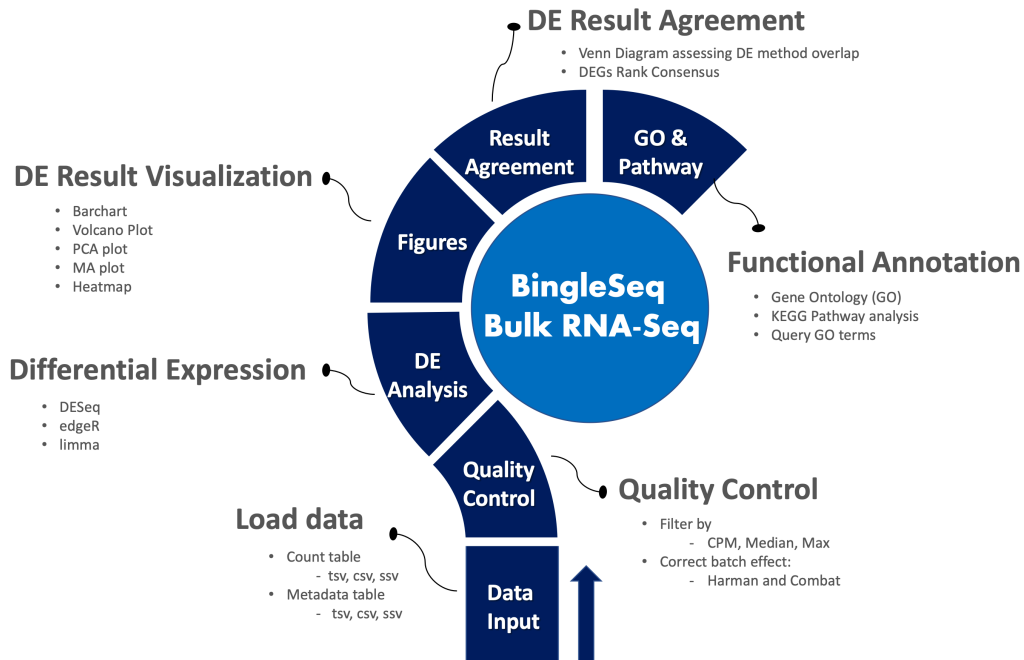 DE Result Agreement
• Venn Diagram assessing DE method overlap
• DEGs Rank Consensus
Result
Agreement
GO &
Pathway
DE Result Visualization
• Barchart
• Volcano Plot
• PCA plot
• MA plot
• Heatmap
Figures
BingleSeq
Bulk RNA-Seq
Functional Annotation
• Gene Ontology (GO)
• KEGG Pathway analysis
• Query GO terms
Differential Expression
• DESeq
• edgeR
• limma
DE
Analysis
Quality
Control
Quality Control
• Filter by
- CPM, Median, Max
• Correct batch effect:
- Harman and Combat
Load data
• Count table
- tsv, csv, ssv
• Metadata table
- tsv, csv, ssv
Data
Input